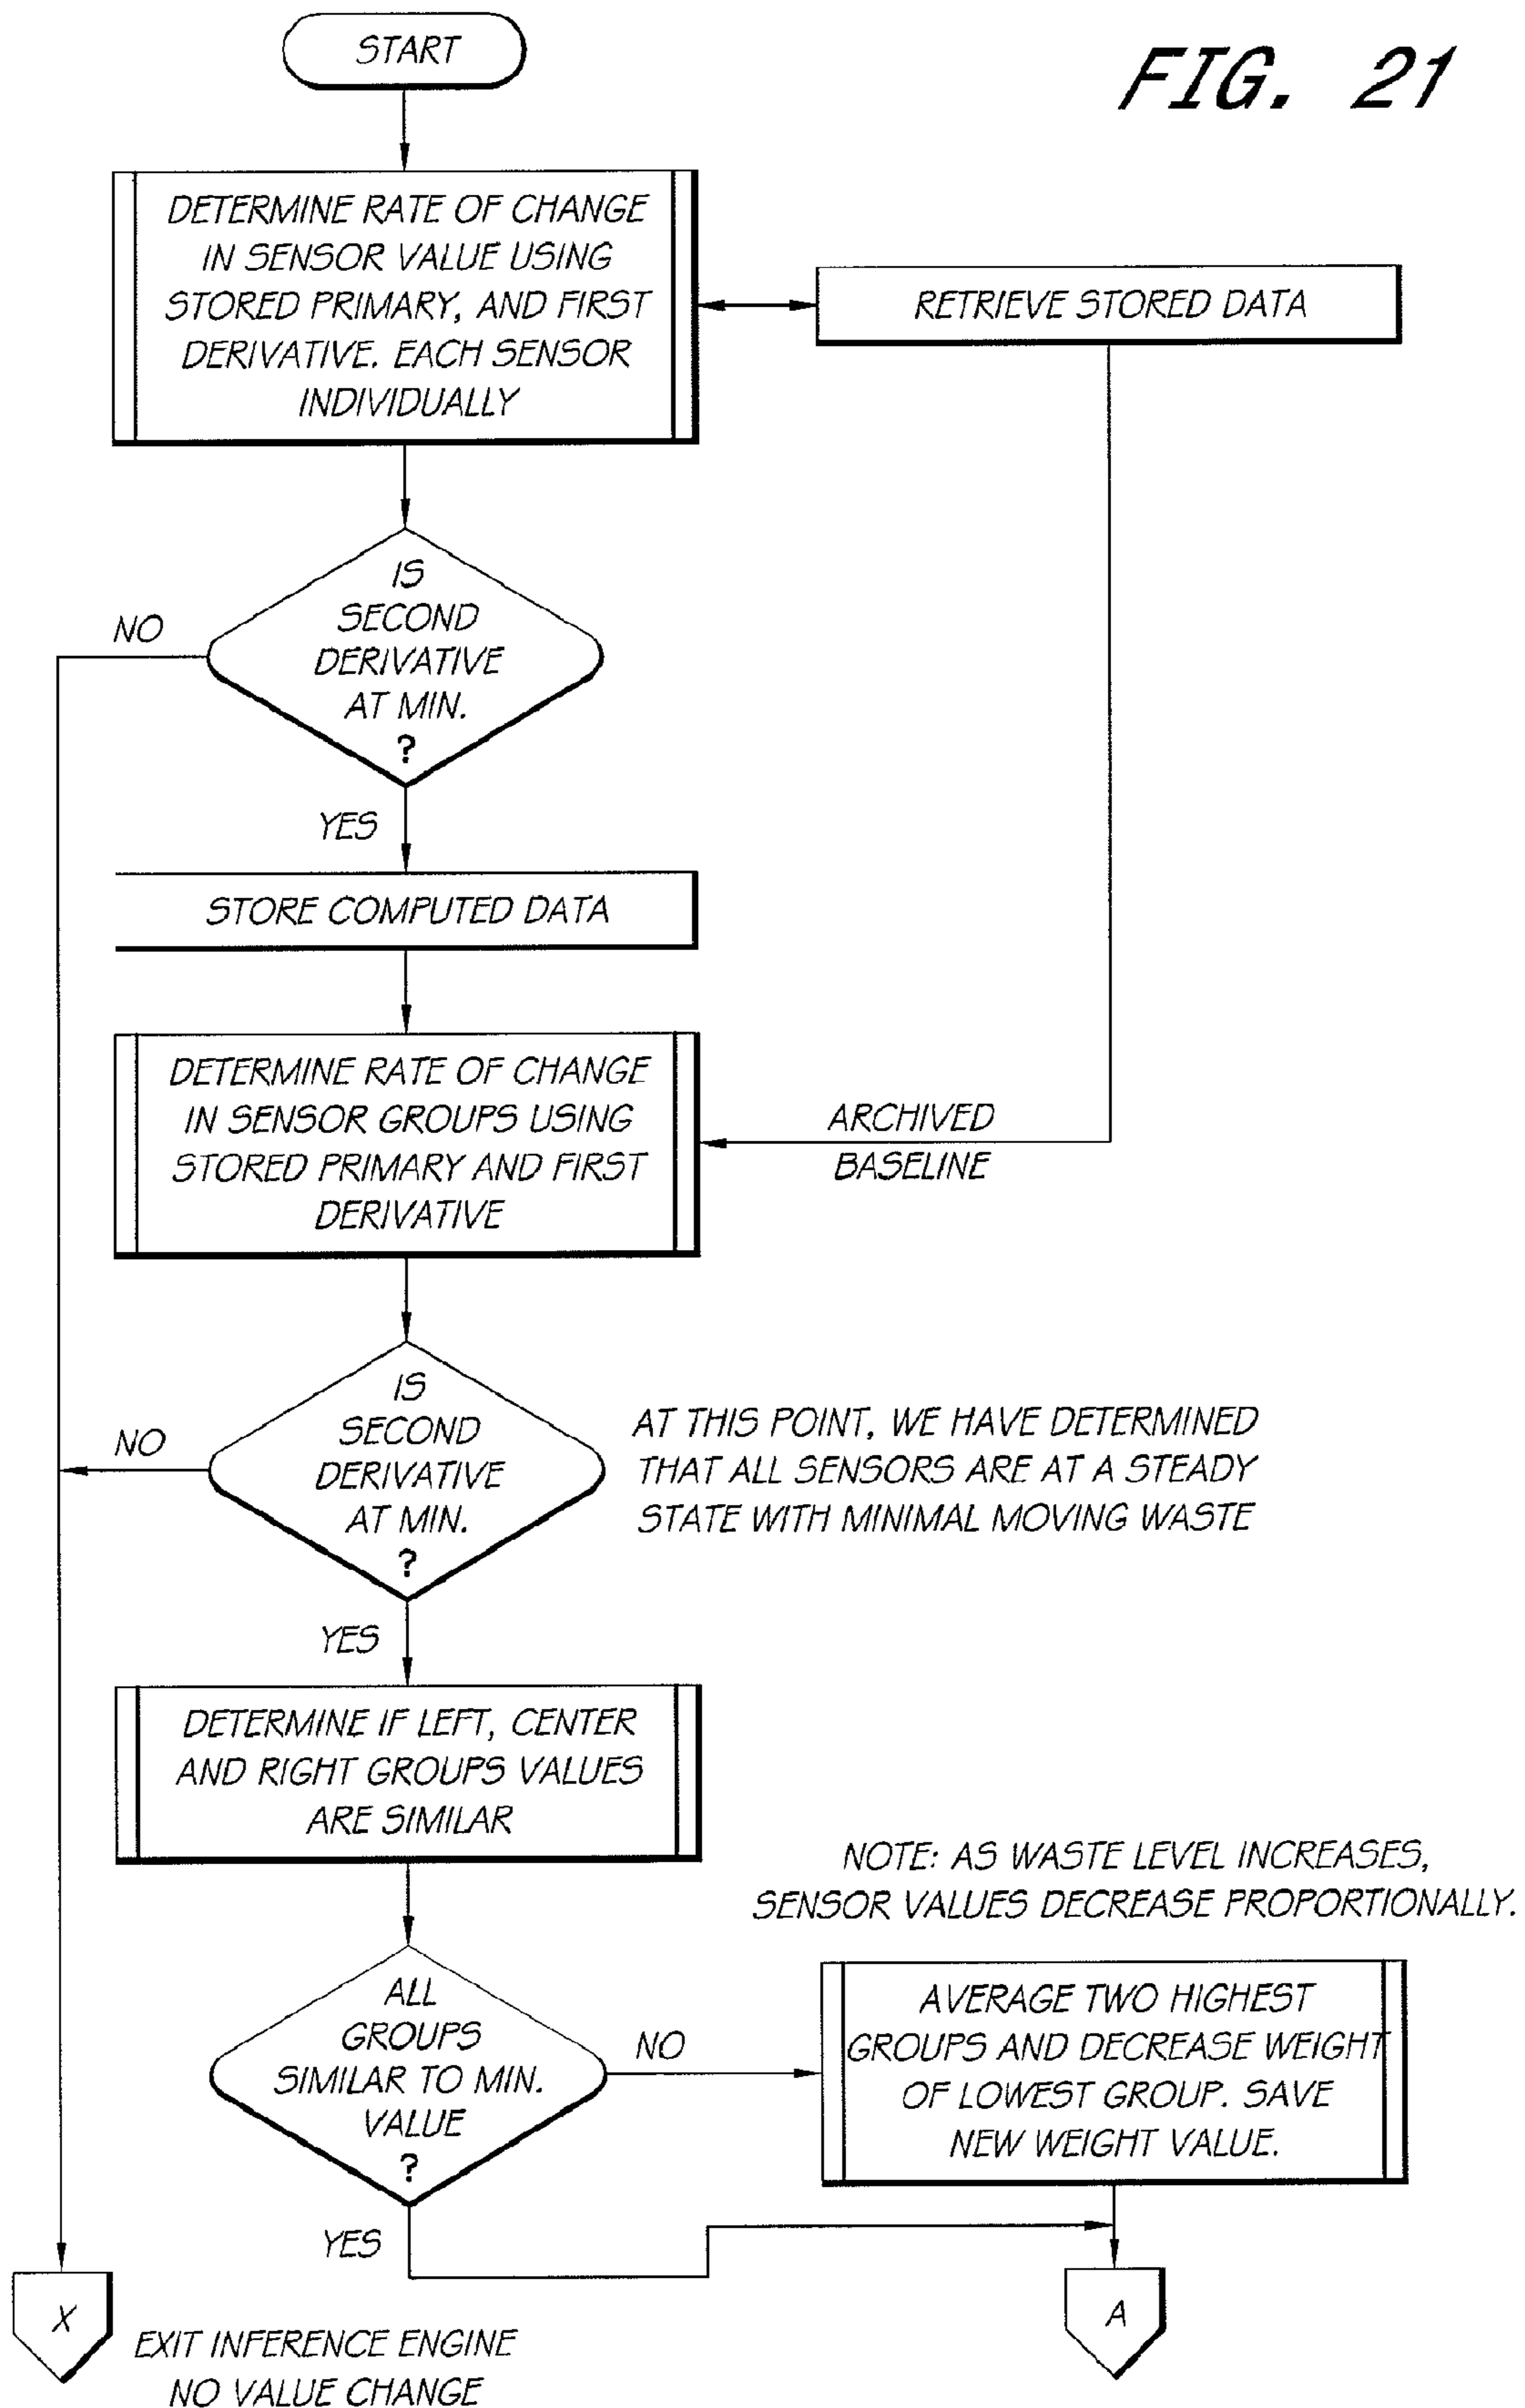 START
FIG. 21
DETERMINE RATE OF CHANGE
IN SENSOR VALUE USING
STORED PRIMARY, AND FIRST
DERIVATIVE. EACH SENSOR
INDIVIDUALLY
RETRIEVE STORED DATA
IS
SECOND
DERIVATIVE
AT MIN.
?
NO
YES
STORE COMPUTED DATA
DETERMINE RATE OF CHANGE
IN SENSOR GROUPS USING
STORED PRIMARY AND FIRST
DERIVATIVE
ARCHIVED
BASELINE
IS
SECOND
DERIVATIVE
AT MIN.
?
NO
AT THIS POINT, WE HAVE DETERMINED
THAT ALL SENSORS ARE AT A STEADY
STATE WITH MINIMAL MOVING WASTE
YES
DETERMINE IF LEFT, CENTER
AND RIGHT GROUPS VALUES
ARE SIMILAR
NOTE: AS WASTE LEVEL INCREASES,
SENSOR VALUES DECREASE PROPORTIONALLY.
ALL
GROUPS
SIMILAR TO MIN.
VALUE
?
NO
AVERAGE TWO HIGHEST
GROUPS AND DECREASE WEIGHT
OF LOWEST GROUP. SAVE
NEW WEIGHT VALUE.
YES
X
EXIT INFERENCE ENGINE
NO VALUE CHANGE
A